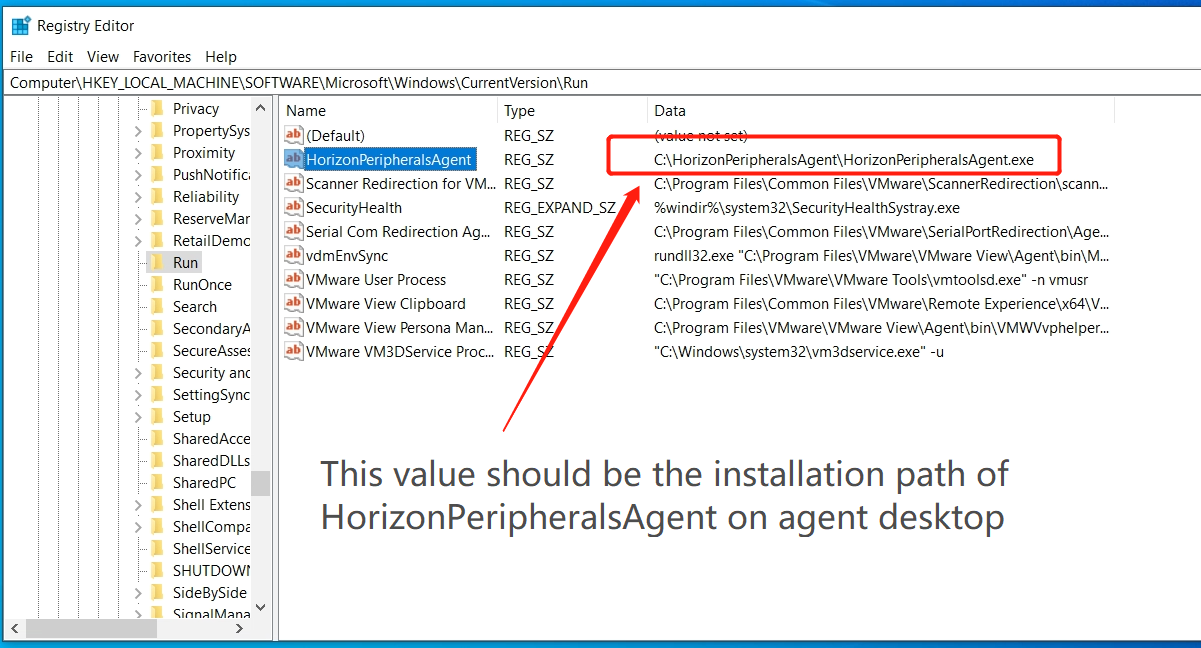 Registry Editor
File Edit View Favorites Help
Computer\HKEY_LOCAL_MACHINE\SOFTWARE\Microsoft\Windows\CurrentVersion\Run
Privacy
PropertySys
Proximity
PushNotific
Reliability
ReserveMar
RetailDemo
Run
RunOnce
Search
SecondaryA
SecureAsses
Security and
SettingSync
Setup
SharedAcce
SharedDLLs
SharedPC
Shell Extens
ShellCompa
ShellService
SHUTDOWN
SideBySide
SignalMana
Name Type Data
(Default) REG_SZ (value not set)
HorizonPeripheralsAgent REG_SZ C:\HorizonPeripheralsAgent\HorizonPeripheralsAgent.exe
Scanner Redirection for VM... REG_SZ C:\Program Files\Common Files\VMware\ScannerRedirection\scann...
SecurityHealth REG_EXPAND_SZ %windir%\system32\SecurityHealthSystray.exe
Serial Com Redirection Ag... REG_SZ C:\Program Files\Common Files\VMware\SerialPortRedirection\Age...
vdmEnvSync REG_SZ rundll32.exe "C:\Program Files\VMware\VMware View\Agent\bin\M...
VMware User Process REG_SZ "C:\Program Files\VMware\VMware Tools\vmtoolsd.exe" -n vmusr
VMware View Clipboard REG_SZ C:\Program Files\Common Files\VMware\Remote Experience\x64\V...
VMware View Persona Man... REG_SZ C:\Program Files\VMware\VMware View\Agent\bin\VMWVvphelper...
VMware VM3DService Proc... REG_SZ "C:\Windows\system32\vm3dservice.exe" -u
This value should be the installation path of
HorizonPeripheralsAgent on agent desktop